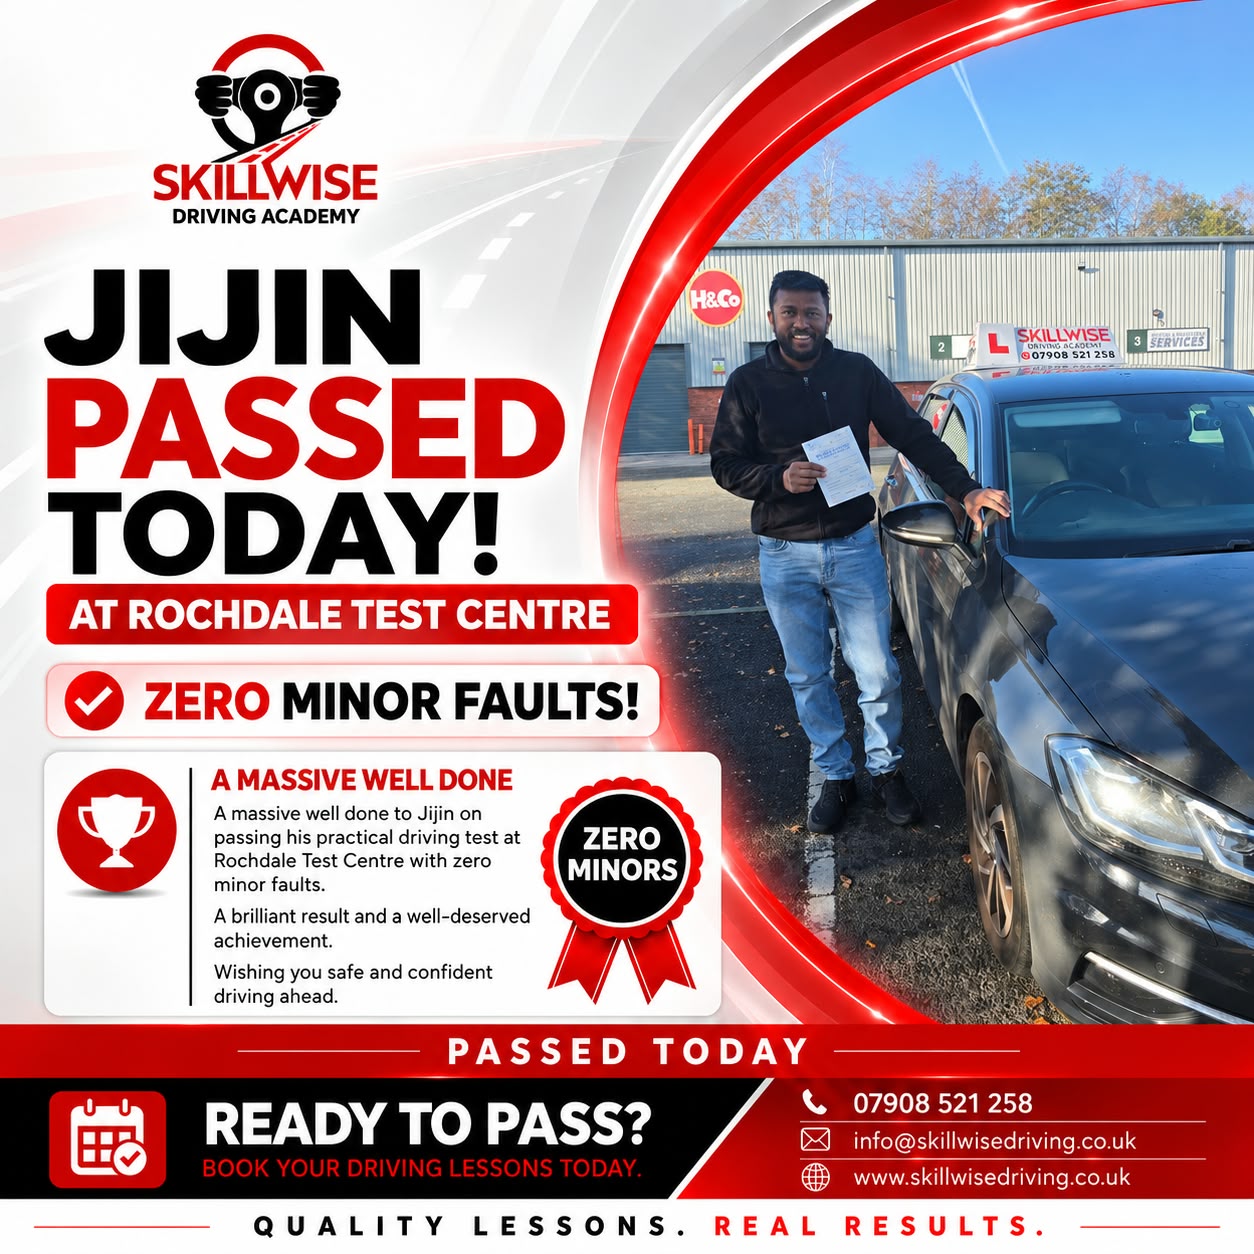 SKILLWISE
DRIVING ACADEMY
JIJIN
PASSED
TODAY!
AT ROCHDALE TEST CENTRE
ZERO MINOR FAULTS!
A MASSIVE WELL DONE
A massive well done to Jijin on
passing his practical driving test at
Rochdale Test Centre with zero
minor faults.
A brilliant result and a well-deserved
achievement.
Wishing you safe and confident
driving ahead.
ZERO
MINORS
H&Co
2
L
SKILLWISE
DRIVING ACADEMY
07908 521 258
3
SERVICES
PASSED TODAY
READY TO PASS?
BOOK YOUR DRIVING LESSONS TODAY.
07908 521 258
info@skillwisedriving.co.uk
www.skillwisedriving.co.uk
QUALITY LESSONS. REAL RESULTS.